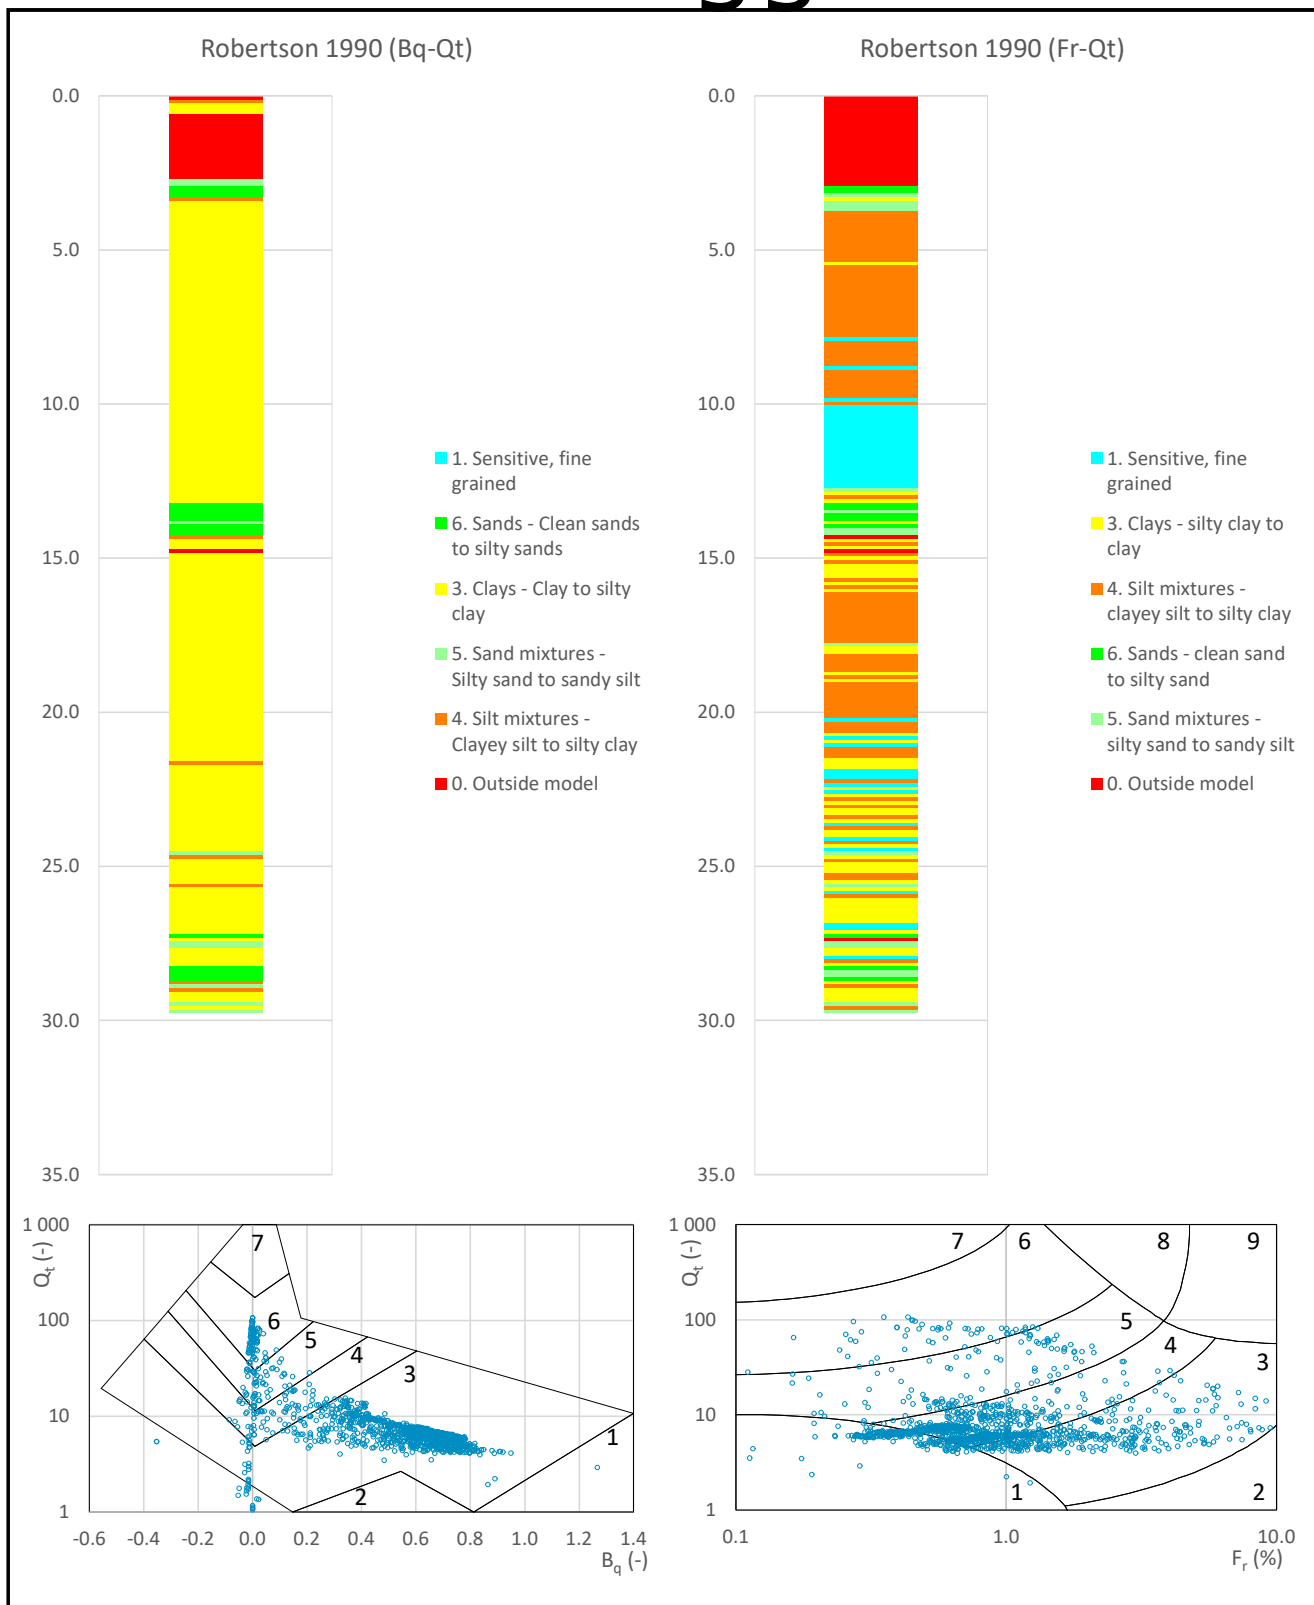 Robertson 1990 (Bq-Qt)
0.0
5.0
10.0
15.0
20.0
25.0
30.0
35.0
1. Sensitive, fine
grained
6. Sands - Clean sands
to silty sands
3. Clays - Clay to silty
clay
5. Sand mixtures -
Silty sand to sandy silt
4. Silt mixtures -
Clayey silt to silty clay
0. Outside model
Robertson 1990 (Fr-Qt)
0.0
5.0
10.0
15.0
20.0
25.0
30.0
35.0
1. Sensitive, fine
grained
3. Clays - silty clay to
clay
4. Silt mixtures -
clayey silt to silty clay
6. Sands - clean sand
to silty sand
5. Sand mixtures -
silty sand to sandy silt
0. Outside model
Qt (-)
1 000
100
10
1
7
6
5
4
3
1
2
-0.6 -0.4 -0.2 0.0 0.2 0.4 0.6 0.8 1.0 1.2 1.4
Bq (-)
Qt (-)
1 000
100
10
1
7 6 8 9
5
4
3
1 2
0.1 1.0 10.0
Fr (%)